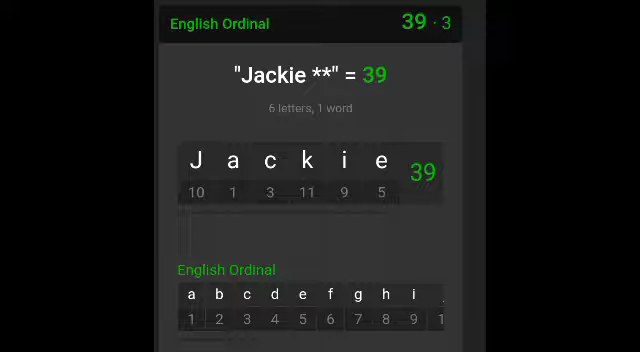 English Ordinal 39 · 3
"Jackie **" = 39
6 letters, 1 word
J a c k i e 39
10 1 3 11 9 5
English Ordinal
a b c d e f g h i
1 2 3 4 5 6 7 8 9 1